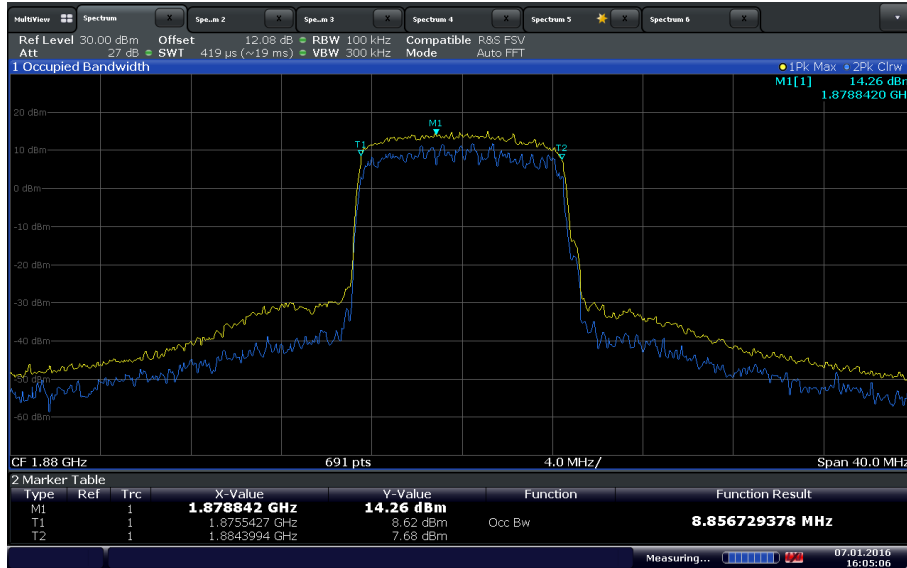 MultiView Spectrum X Spe..m 2 X Spe..m 3 X Spectrum 4 X Spectrum 5 X Spectrum 6 X
Ref Level 30.00 dBm Offset 12.08 dB RBW 100 kHz Compatible R&S FSV
Att 27 dB SWT 419 µs (~19 ms) VBW 300 kHz Mode Auto FFT
1 Occupied Bandwidth 1Pk Max 2Pk Clrw
M1[1] 14.26 dBm
1.8788420 GH
20 dBm
M1
T1 T2
10 dBm
0 dBm
-10 dBm
-20 dBm
-30 dBm
-40 dBm
-50 dBm
-60 dBm
CF 1.88 GHz 691 pts 4.0 MHz/ Span 40.0 MHz
2 Marker Table
Type Ref Trc X-Value Y-Value Function Function Result
M1 1 1.878842 GHz 14.26 dBm
T1 1 1.8755427 GHz 8.62 dBm Occ Bw 8.856729378 MHz
T2 1 1.8843994 GHz 7.68 dBm
Measuring... 07.01.2016
16:05:06